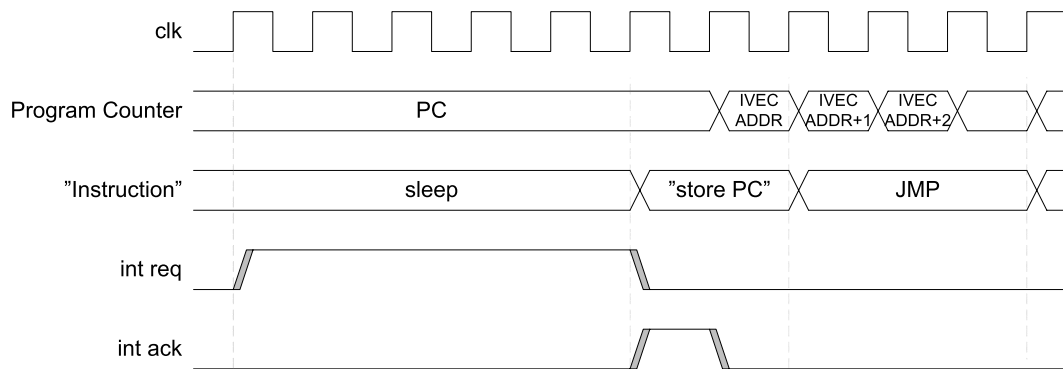 clk
Program Counter
PC
IVEC
ADDR
IVEC
ADDR+1
IVEC
ADDR+2
”Instruction”
sleep
”store PC”
JMP
int req
int ack